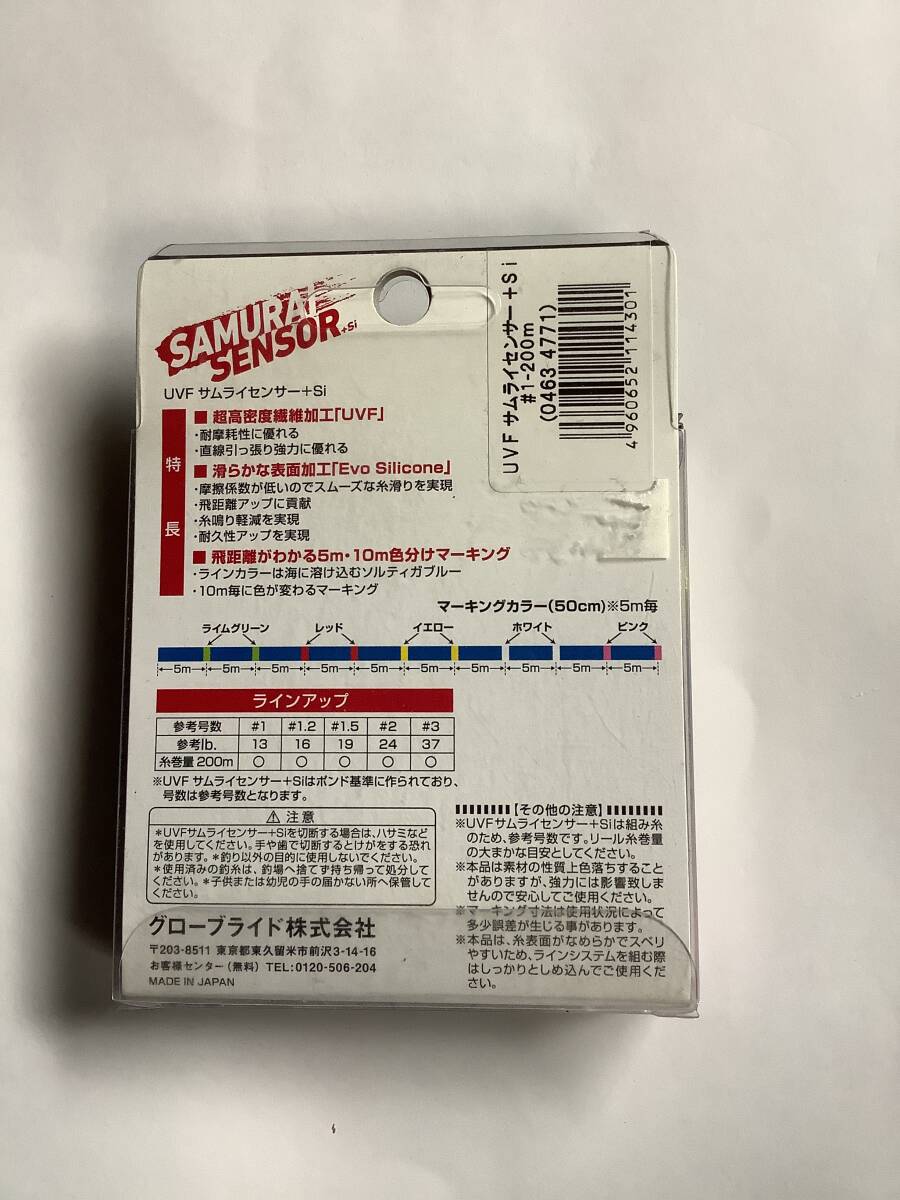 SAMURAI
SENSOR+Si
UVF サムライセンサー+Si
特長
■ 超高密度繊維加工「UVF」
・耐摩耗性に優れる
・直線引っ張り強力に優れる
■ 滑らかな表面加工「Evo Silicone」
・摩擦係数が低いのでスムーズな糸滑りを実現
・飛距離アップに貢献
・糸鳴り軽減を実現
・耐久性アップを実現
■ 飛距離がわかる5m・10m色分けマーキング
・ラインカラーは海に溶け込むソルティガブルー
・10m毎に色が変わるマーキング
UVF サムライセンサー+Si
#1-200m
(0463 4771)
4 960652 114301
マーキングカラー(50cm)※5m毎
ライムグリーン レッド イエロー ホワイト ピンク
5m 5m 5m 5m 5m 5m 5m 5m 5m 5m
ラインアップ
参考号数 #1 #1.2 #1.5 #2 #3
参考lb. 13 16 19 24 37
糸巻量200m ○ ○ ○ ○ ○
※UVF サムライセンサー+Siはポンド基準に作られており、
号数は参考号数となります。
⚠ 注意
*UVFサムライセンサー+Siを切断する場合は、ハサミなど
を使用してください。手や歯で切断するとけがをする恐れ
があります。*釣り以外の目的に使用しないでください。
*使用済みの釣糸は、釣場へ捨てず持ち帰って処分して
ください。*子供または幼児の手の届かない所へ保管して
ください。
グローブライド株式会社
〒203-8511 東京都東久留米市前沢3-14-16
お客様センター(無料) TEL:0120-506-204
MADE IN JAPAN
【その他の注意】
※UVFサムライセンサー+Siは組み糸
のため、参考号数です。リール糸巻量
の大まかな目安としてください。
※本品は素材の性質上色落ちすること
がありますが、強力には影響致しま
せんので安心してご使用ください。
※マーキング寸法は使用状況によって
多少誤差が生じる事があります。
※本品は、糸表面がなめらかでスベリ
やすいため、ラインシステムを組む際
はしっかりとしめ込んでご使用くだ
さい。